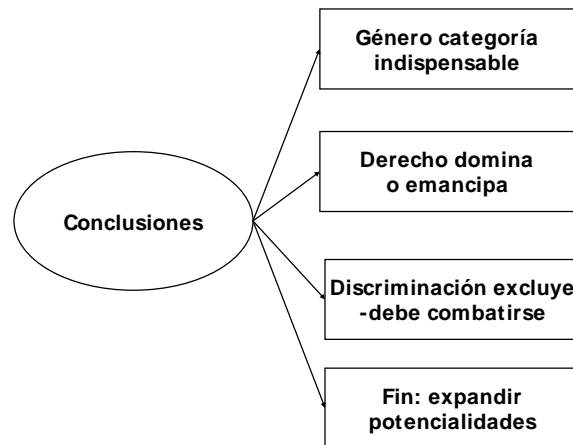 Género categoría
indispensable
Derecho domina
o emancipa
Conclusiones
Discriminación excluye
-debe combatirse
Fin: expandir
potencialidades